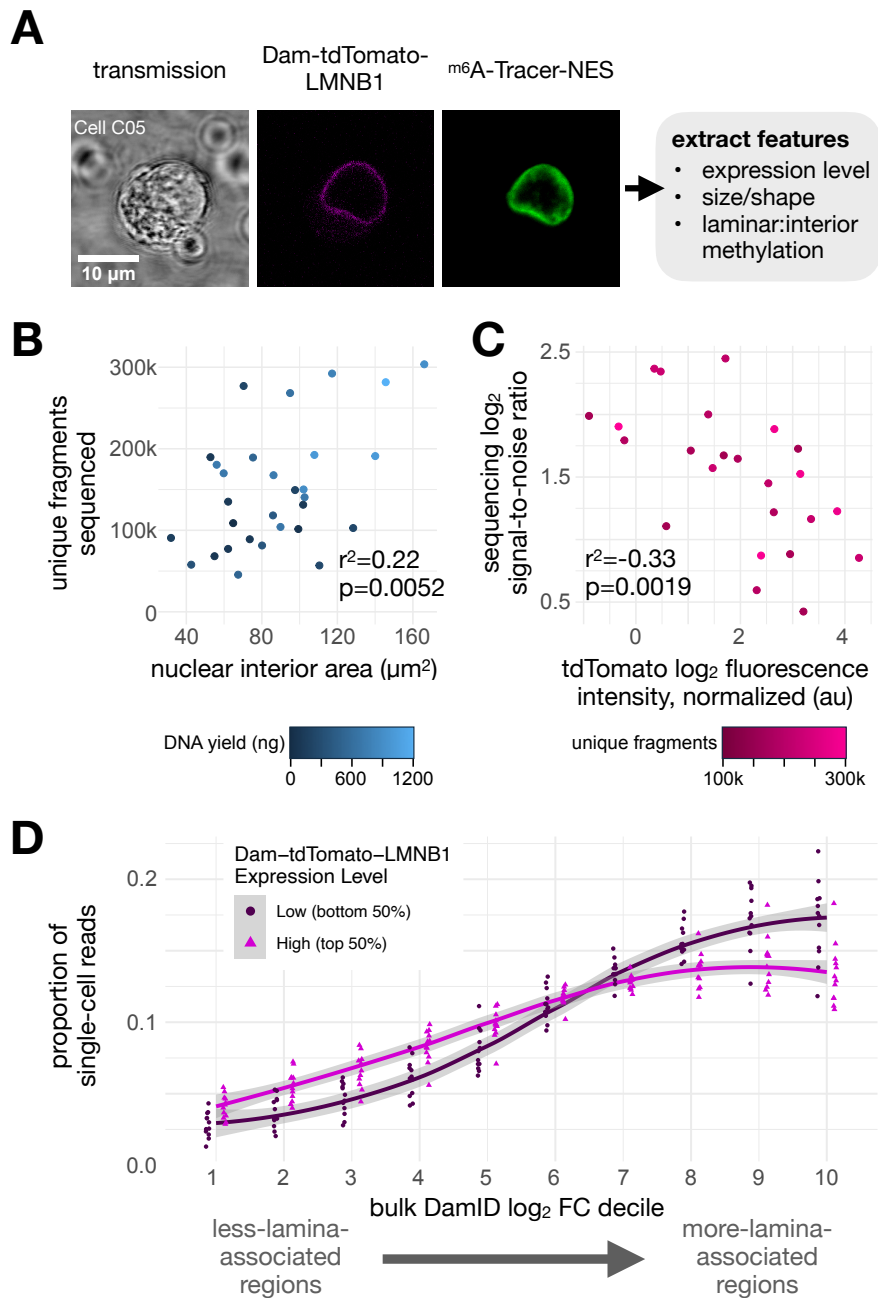 A
transmission
Dam-tdTomato-
LMNB1
m6A-Tracer-NES
Cell C05
10 µm
extract features
• expression level
• size/shape
• laminar:interior
methylation
B
unique fragments
sequenced
300k
200k
100k
0
r²=0.22
p=0.0052
40
80
120
160
nuclear interior area (µm²)
DNA yield (ng)
0
600
1200
C
sequencing log₂
signal-to-noise ratio
2.5
1.5
0.5
r²=-0.33
p=0.0019
0
2
4
tdTomato log₂ fluorescence
intensity, normalized (au)
unique fragments
100k
300k
D
Dam–tdTomato–LMNB1
Expression Level
Low (bottom 50%)
High (top 50%)
proportion of
single-cell reads
0.2
0.1
0.0
1
2
3
4
5
6
7
8
9
10
bulk DamID log₂ FC decile
less-lamina-
associated
regions
more-lamina-
associated
regions